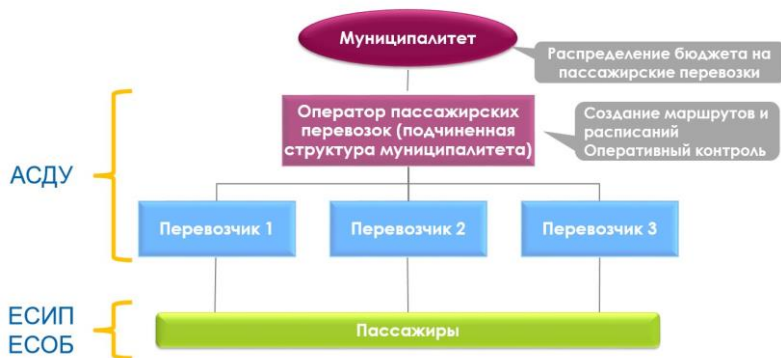 Муниципалитет
Распределение бюджета на
пассажирские перевозки
Оператор пассажирских
перевозок (подчиненная
структура муниципалитета)
Создание маршрутов и
расписаний
Оперативный контроль
АСДУ
Перевозчик 1
Перевозчик 2
Перевозчик 3
ЕСИП
ЕСОБ
Пассажиры